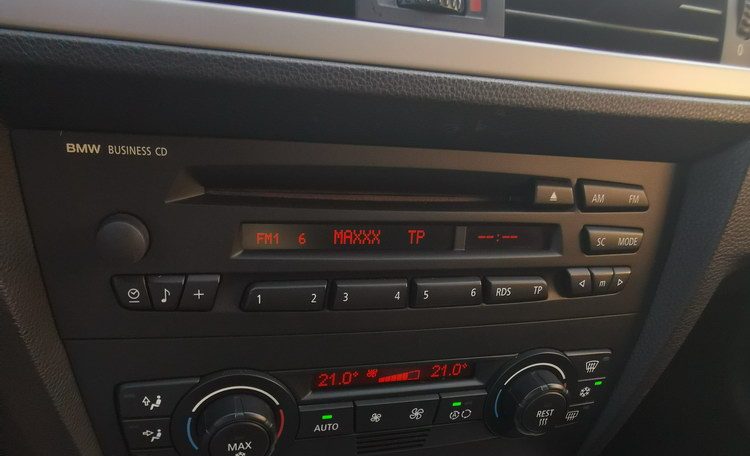 BMW BUSINESS CD
AM FM
FM1 6 MAXXX TP --:--
SC MODE
1 2 3 4 5 6 RDS TP
m
21.0° 21.0°
AUTO
MAX
REST
0